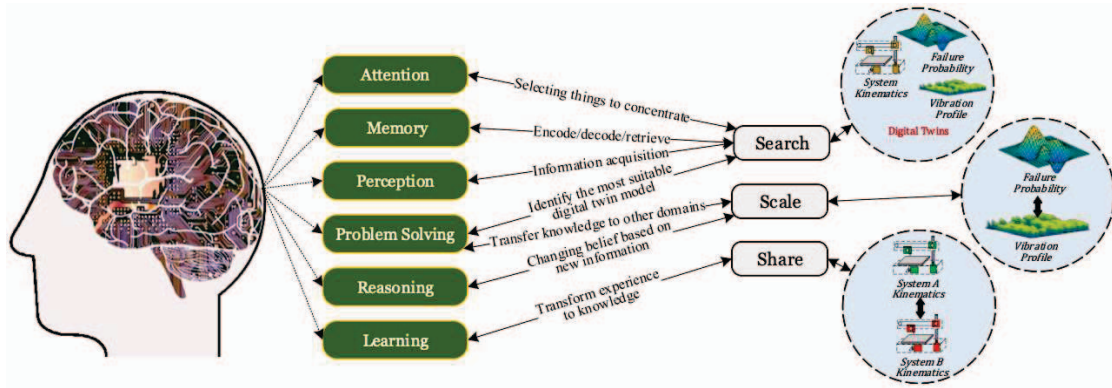 Attention
Memory
Perception
Problem Solving
Reasoning
Learning
Selecting things to concentrate
Encode/decode/retrieve
Information acquisition
Identify the most suitable
digital twin model
Transfer knowledge to other domains
Changing belief based on
new information
Transform experience
to knowledge
Search
Scale
Share
System
Kinematics
Failure
Probability
Vibration
Profile
Digital Twins
Failure
Probability
Vibration
Profile
System A
Kinematics
System B
Kinematics